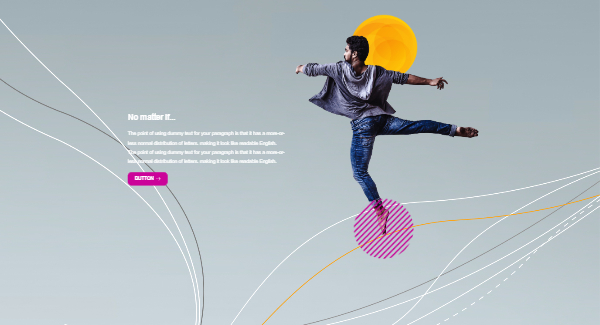 No matter if...
The point of using dummy text for your paragraph is that it has a more-or-
less normal distribution of letters, making it look like readable English.
The point of using dummy text for your paragraph is that it has a more-or-
less normal distribution of letters, making it look like readable English.
BUTTON →